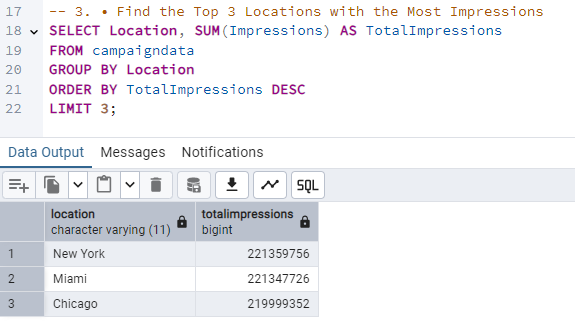 17 -- 3. • Find the Top 3 Locations with the Most Impressions
18 SELECT Location, SUM(Impressions) AS TotalImpressions
19 FROM campaigndata
20 GROUP BY Location
21 ORDER BY TotalImpressions DESC
22 LIMIT 3;
Data Output Messages Notifications
SQL
location totalimpressions
character varying (11) bigint
1 New York 221359756
2 Miami 221347726
3 Chicago 219999352